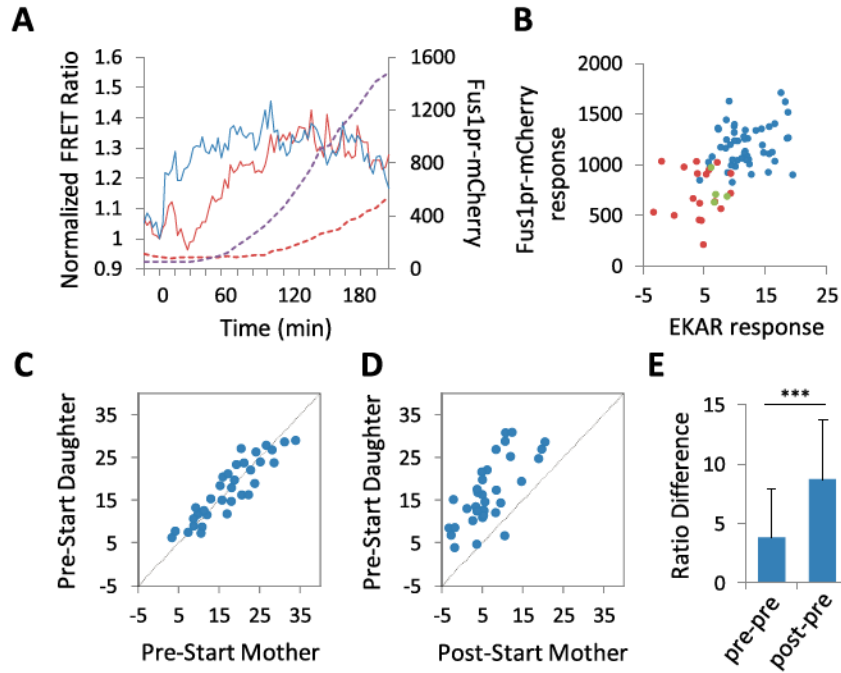 A
Normalized FRET Ratio
1.6
1.5
1.4
1.3
1.2
1.1
1
0.9
1600
1200
800
400
0
Fus1pr-mCherry
0 60 120 180
Time (min)
B
Fus1pr-mCherry
response
2000
1500
1000
500
0
-5 5 15 25
EKAR response
C
Pre-Start Daughter
35
25
15
5
-5
-5 5 15 25 35
Pre-Start Mother
D
Pre-Start Daughter
35
25
15
5
-5
-5 5 15 25 35
Post-Start Mother
E
Ratio Difference
15
10
5
0
***
pre-pre
post-pre